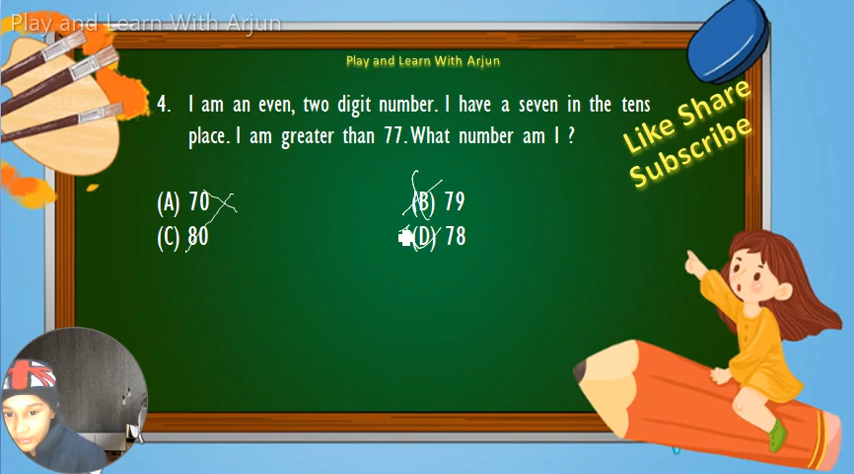 Play and Learn With Arjun
Play and Learn With Arjun
Like Share
Subscribe
4. I am an even, two digit number. I have a seven in the tens
place. I am greater than 77. What number am I ?
(A) 70 (B) 79
(C) 80 (D) 78